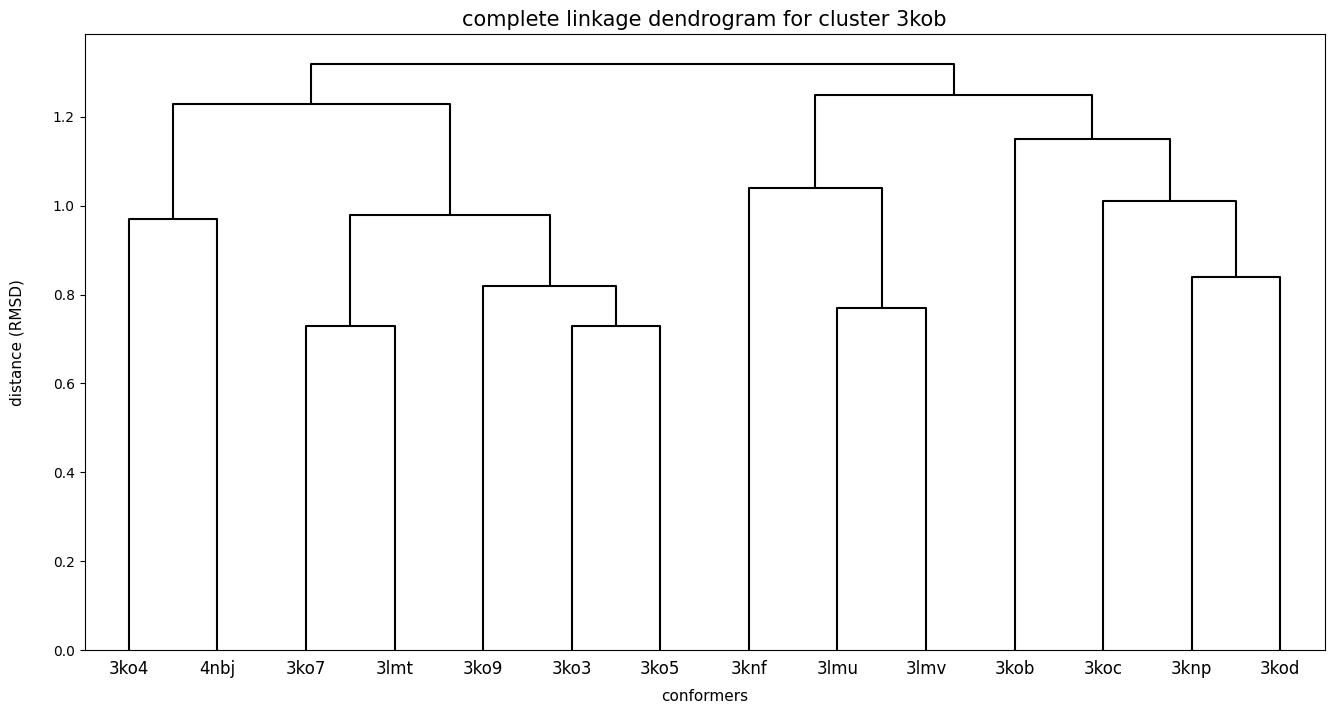 complete linkage dendrogram for cluster 3kob
distance (RMSD)
1.2
1.0
0.8
0.6
0.4
0.2
0.0
3ko4 4nbj 3ko7 3lmt 3ko9 3ko3 3ko5 3knf 3lmu 3lmv 3kob 3koc 3knp 3kod
conformers